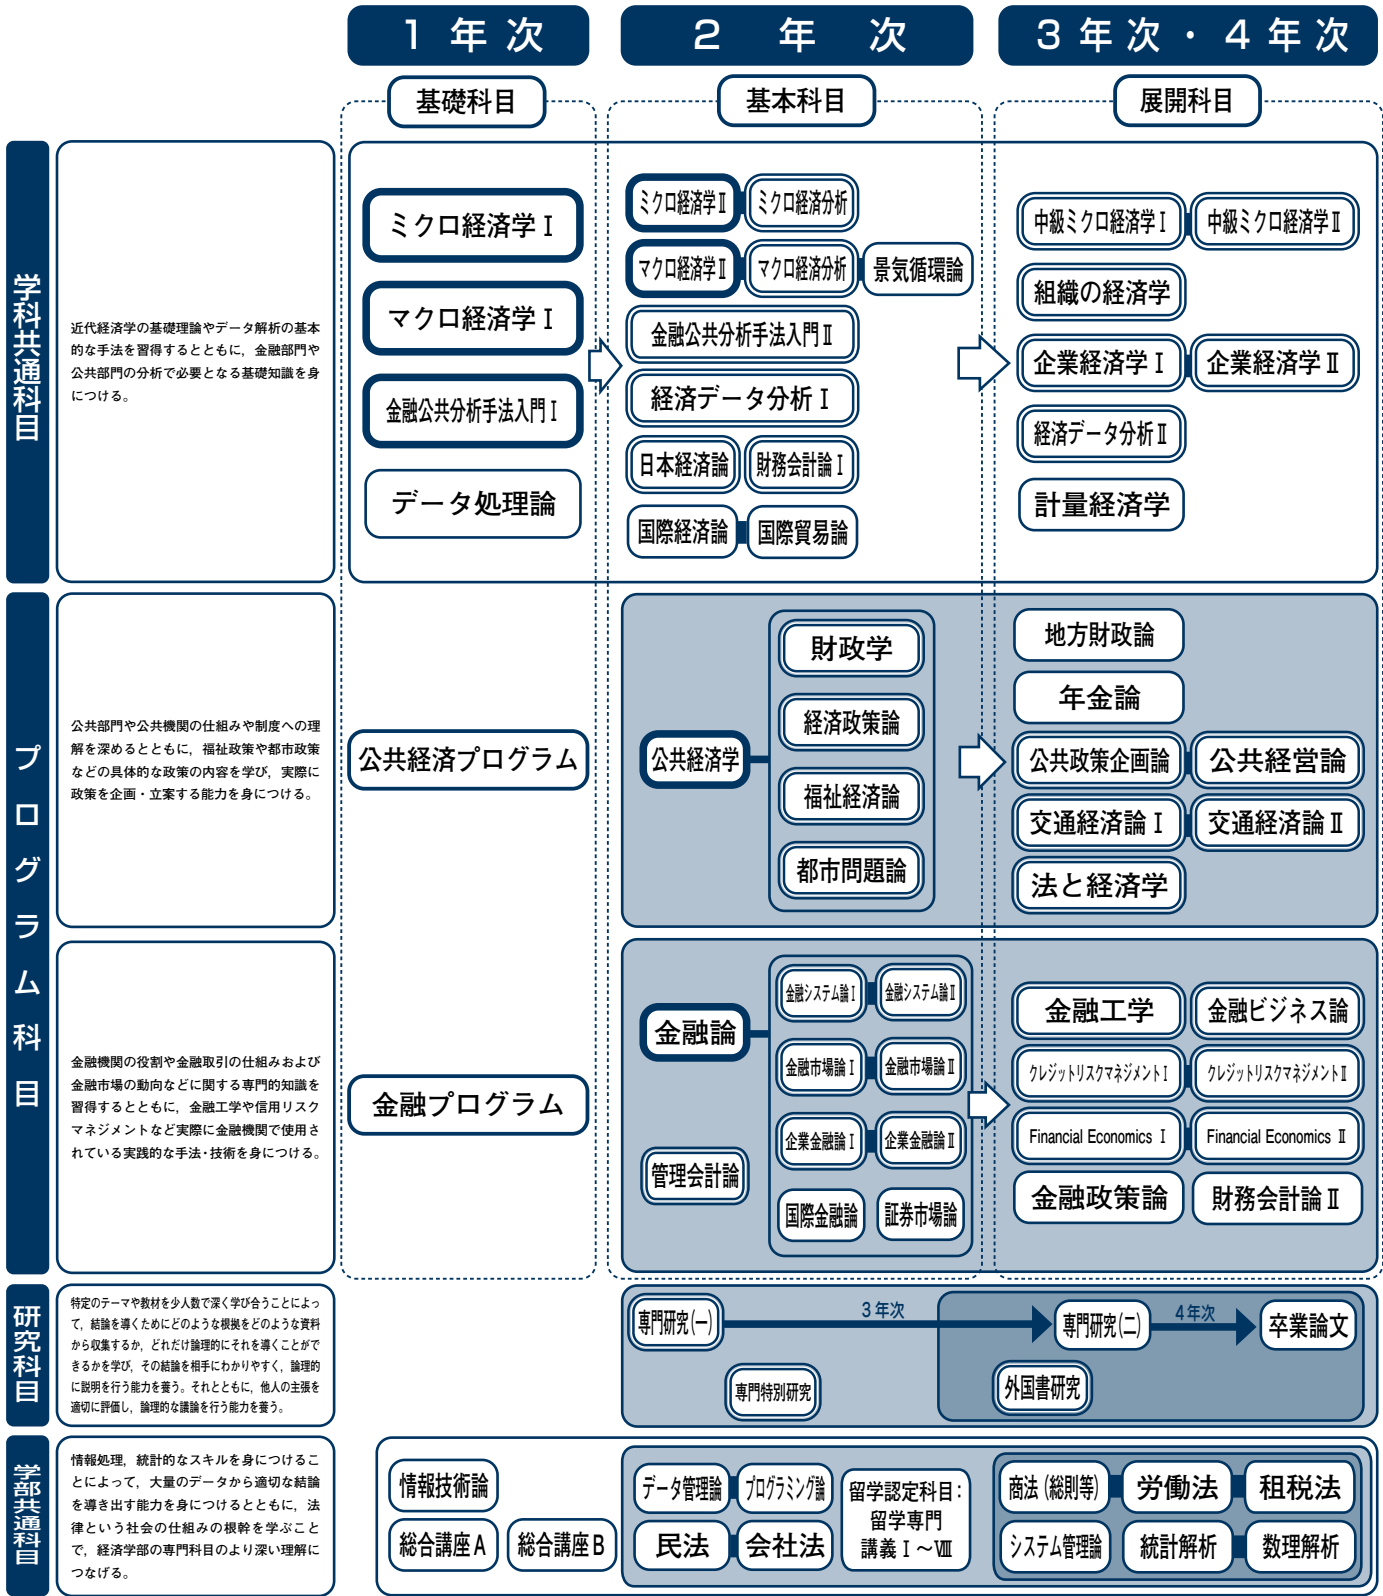 1年次
2年次
3年次・4年次
基礎科目
基本科目
展開科目
学科共通科目
近代経済学の基礎理論やデータ解析の基本
的な手法を習得するとともに，金融部門や
公共部門の分析で必要となる基礎知識を身
につける。
ミクロ経済学Ⅰ
マクロ経済学Ⅰ
金融公共分析手法入門Ⅰ
データ処理論
ミクロ経済学Ⅱ
ミクロ経済分析
マクロ経済学Ⅱ
マクロ経済分析
景気循環論
金融公共分析手法入門Ⅱ
経済データ分析Ⅰ
日本経済論
財務会計論Ⅰ
国際経済論
国際貿易論
中級ミクロ経済学Ⅰ
中級ミクロ経済学Ⅱ
組織の経済学
企業経済学Ⅰ
企業経済学Ⅱ
経済データ分析Ⅱ
計量経済学
プログラム科目
公共部門や公共機関の仕組みや制度への理
解を深めるとともに，福祉政策や都市政策
などの具体的な政策の内容を学び，実際に
政策を企画・立案する能力を身につける。
公共経済プログラム
公共経済学
財政学
経済政策論
福祉経済論
都市問題論
地方財政論
年金論
公共政策企画論
公共経営論
交通経済論Ⅰ
交通経済論Ⅱ
法と経済学
金融機関の役割や金融取引の仕組みおよび
金融市場の動向などに関する専門的知識を
習得するとともに，金融工学や信用リスク
マネジメントなど実際に金融機関で使用さ
れている実践的な手法・技術を身につける。
金融プログラム
金融論
管理会計論
金融システム論Ⅰ
金融システム論Ⅱ
金融市場論Ⅰ
金融市場論Ⅱ
企業金融論Ⅰ
企業金融論Ⅱ
国際金融論
証券市場論
金融工学
金融ビジネス論
クレジットリスクマネジメントⅠ
クレジットリスクマネジメントⅡ
Financial Economics Ⅰ
Financial Economics Ⅱ
金融政策論
財務会計論Ⅱ
研究科目
特定のテーマや教材を少人数で深く学び合うことによっ
て，結論を導くためにどのような根拠をどのような資料
から収集するか，どれだけ論理的にそれを導くことがで
きるかを学び，その結論を相手にわかりやすく，論理的
に説明を行う能力を養う。それとともに，他人の主張を
適切に評価し，論理的な議論を行う能力を養う。
専門研究(一)
3年次
専門研究(二)
4年次
卒業論文
専門特別研究
外国書研究
学部共通科目
情報処理，統計的なスキルを身につけるこ
とによって，大量のデータから適切な結論
を導き出す能力を身につけるとともに，法
律という社会の仕組みの根幹を学ぶこと
で，経済学部の専門科目のより深い理解に
つなげる。
情報技術論
総合講座A
総合講座B
データ管理論
プログラミング論
民法
会社法
留学認定科目：
留学専門
講義Ⅰ～Ⅷ
商法(総則等)
労働法
租税法
システム管理論
統計解析
数理解析